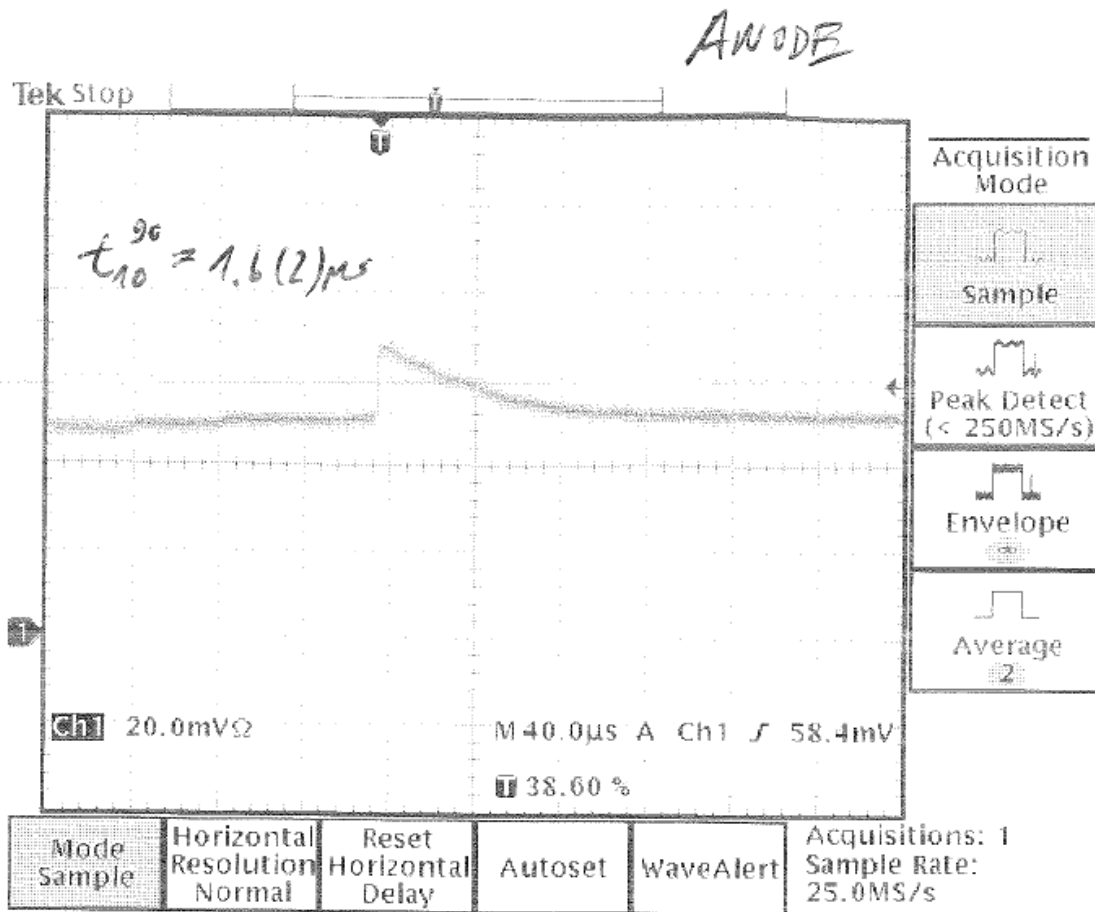 ANODE
Tek Stop
T
T
t₁₀⁹⁰ = 1.6(2)μs
Acquisition
Mode
Sample
Peak Detect
(< 250MS/s)
Envelope
∞
Average
2
1
Ch1 20.0mVΩ
M 40.0μs A Ch1 ƒ 58.4mV
T 38.60 %
Mode
Sample
Horizontal
Resolution
Normal
Reset
Horizontal
Delay
Autoset
WaveAlert
Acquisitions: 1
Sample Rate:
25.0MS/s